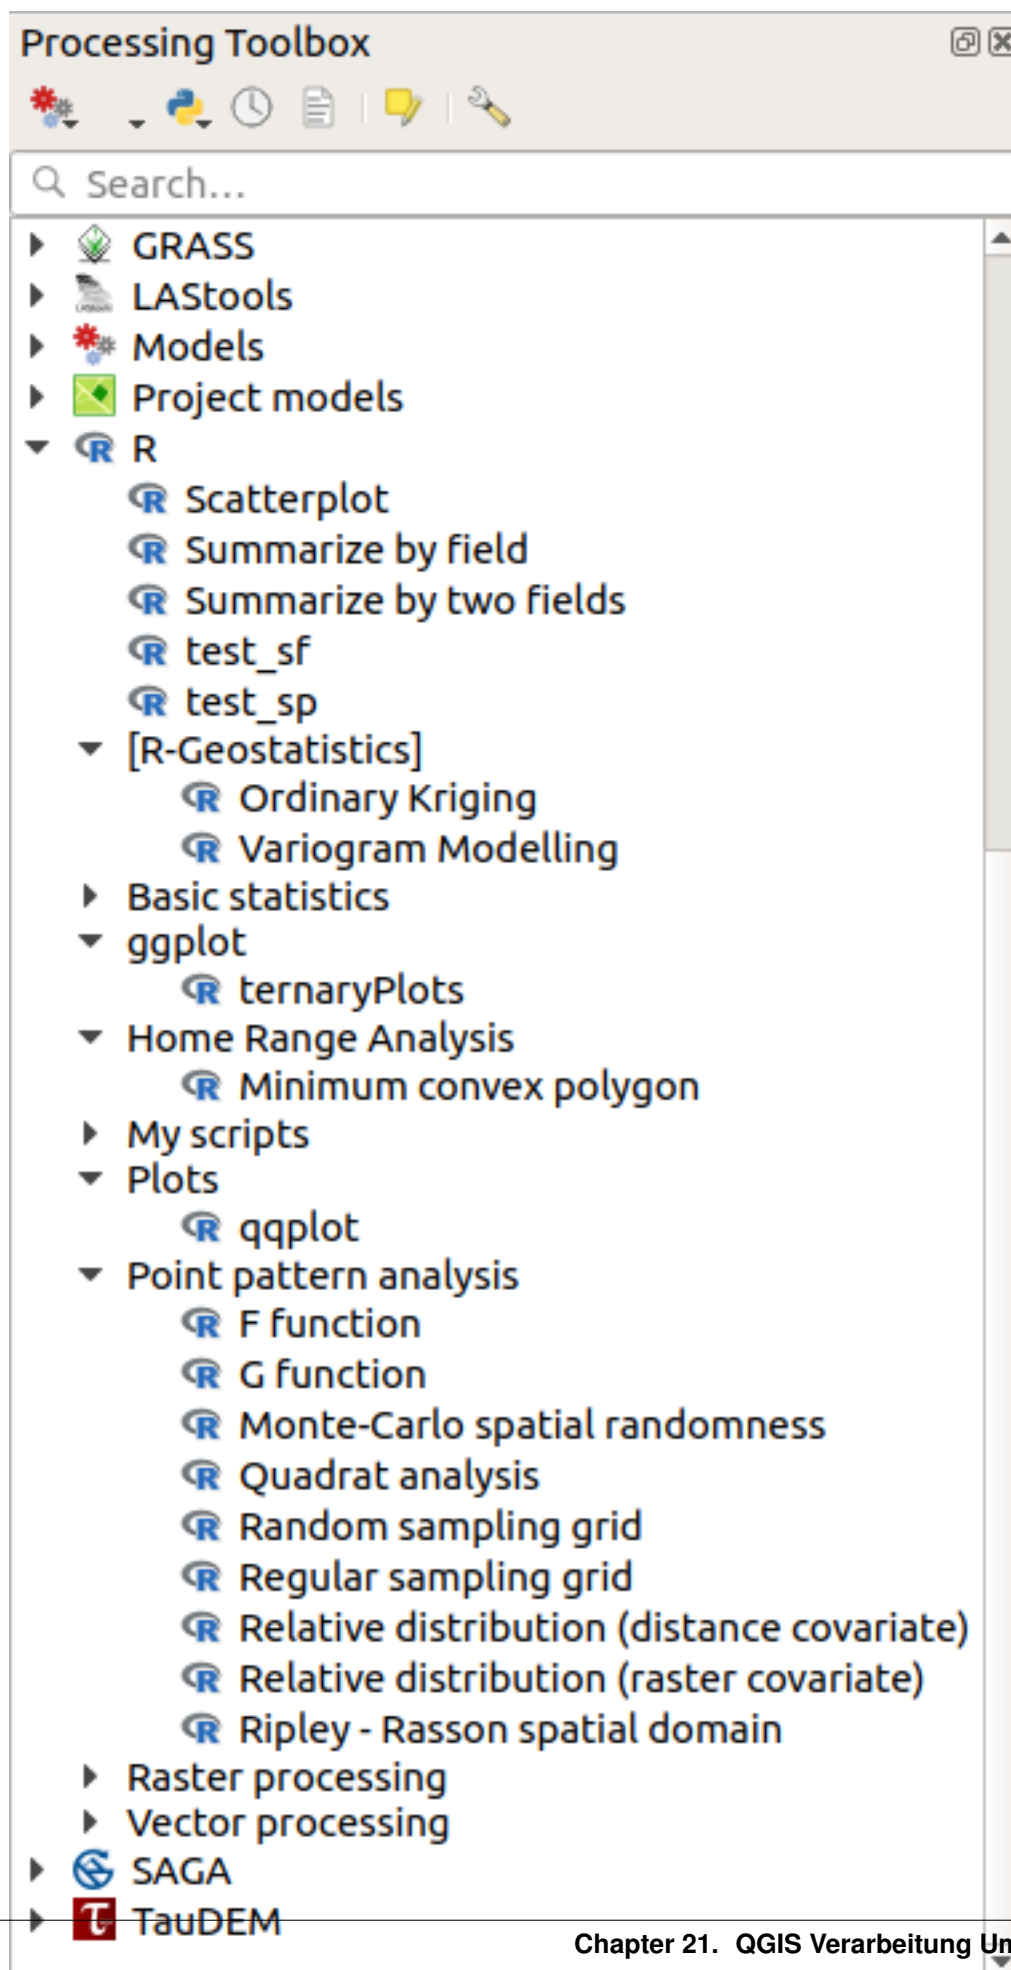 Processing Toolbox
Search...
GRASS
LAStools
Models
Project models
R
Scatterplot
Summarize by field
Summarize by two fields
test_sf
test_sp
[R-Geostatistics]
Ordinary Kriging
Variogram Modelling
Basic statistics
ggplot
ternaryPlots
Home Range Analysis
Minimum convex polygon
My scripts
Plots
qqplot
Point pattern analysis
F function
G function
Monte-Carlo spatial randomness
Quadrat analysis
Random sampling grid
Regular sampling grid
Relative distribution (distance covariate)
Relative distribution (raster covariate)
Ripley - Rasson spatial domain
Raster processing
Vector processing
SAGA
TauDEM
Chapter 21. QGIS Verarbeitung